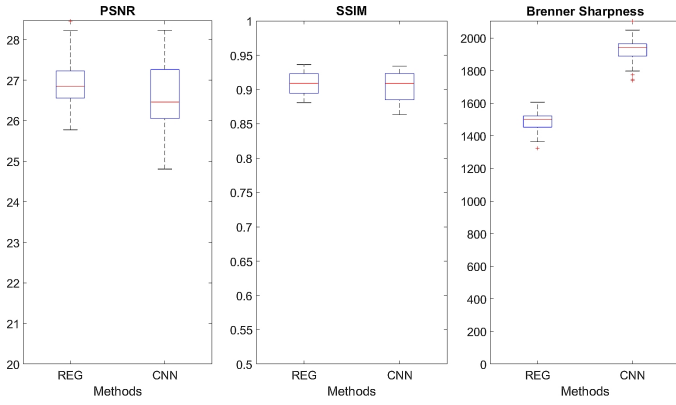 PSNR
28
27
26
25
24
23
22
21
20
REG
CNN
Methods
SSIM
1
0.95
0.9
0.85
0.8
0.75
0.7
0.65
0.6
0.55
0.5
REG
CNN
Methods
Brenner Sharpness
2000
1800
1600
1400
1200
1000
800
600
400
200
0
REG
CNN
Methods